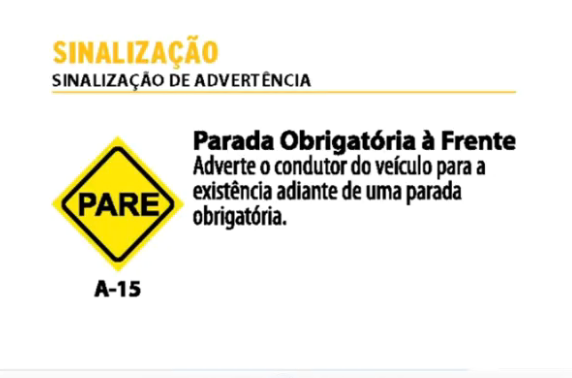 SINALIZAÇÃO
SINALIZAÇÃO DE ADVERTÊNCIA
Parada Obrigatória à Frente
Adverte o condutor do veículo para a
existência adiante de uma parada
obrigatória.
PARE
A-15